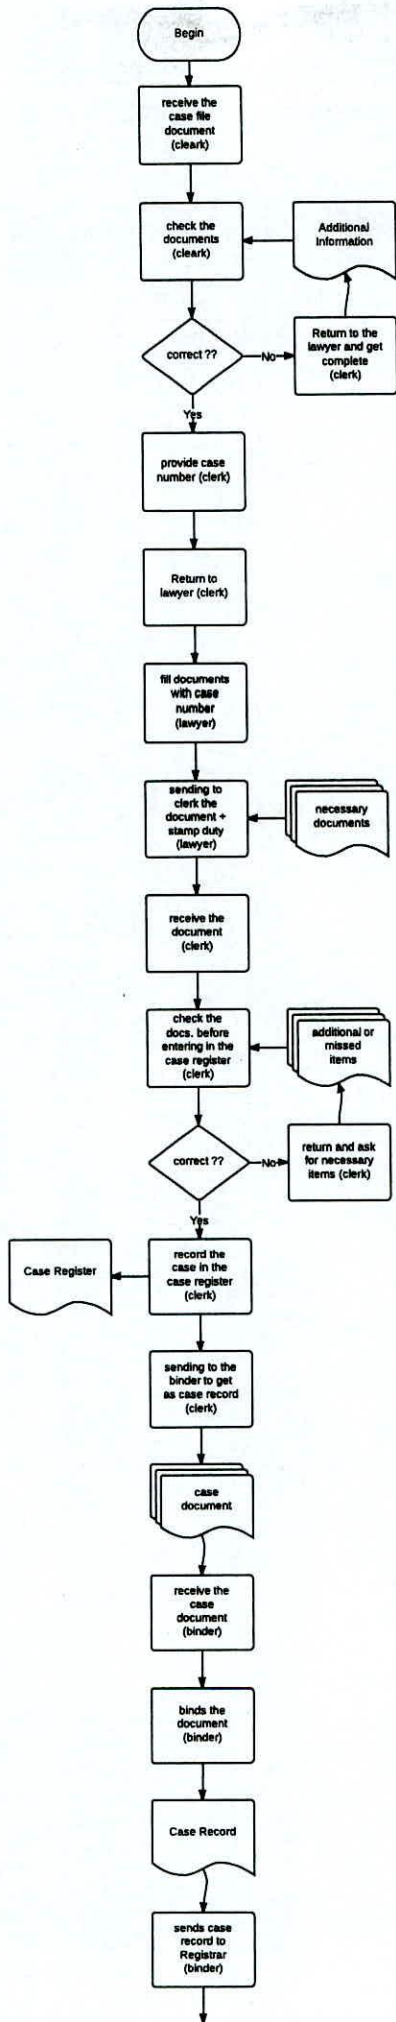 Begin
receive the
case file
document
(cleark)
check the
documents
(cleark)
Additional
Information
correct ??
No
Return to the
lawyer and get
complete
(clerk)
Yes
provide case
number (clerk)
Return to
lawyer (clerk)
fill documents
with case
number
(lawyer)
sending to
clerk the
document +
stamp duty
(lawyer)
necessary
documents
receive the
document
(clerk)
check the
docs. before
entering in the
case register
(clerk)
additional or
missed
items
correct ??
No
return and ask
for necessary
items (clerk)
Yes
Case Register
record the
case in the
case register
(clerk)
sending to the
binder to get
as case record
(clerk)
case
document
receive the
case
document
(binder)
binds the
document
(binder)
Case Record
sends case
record to
Registrar
(binder)